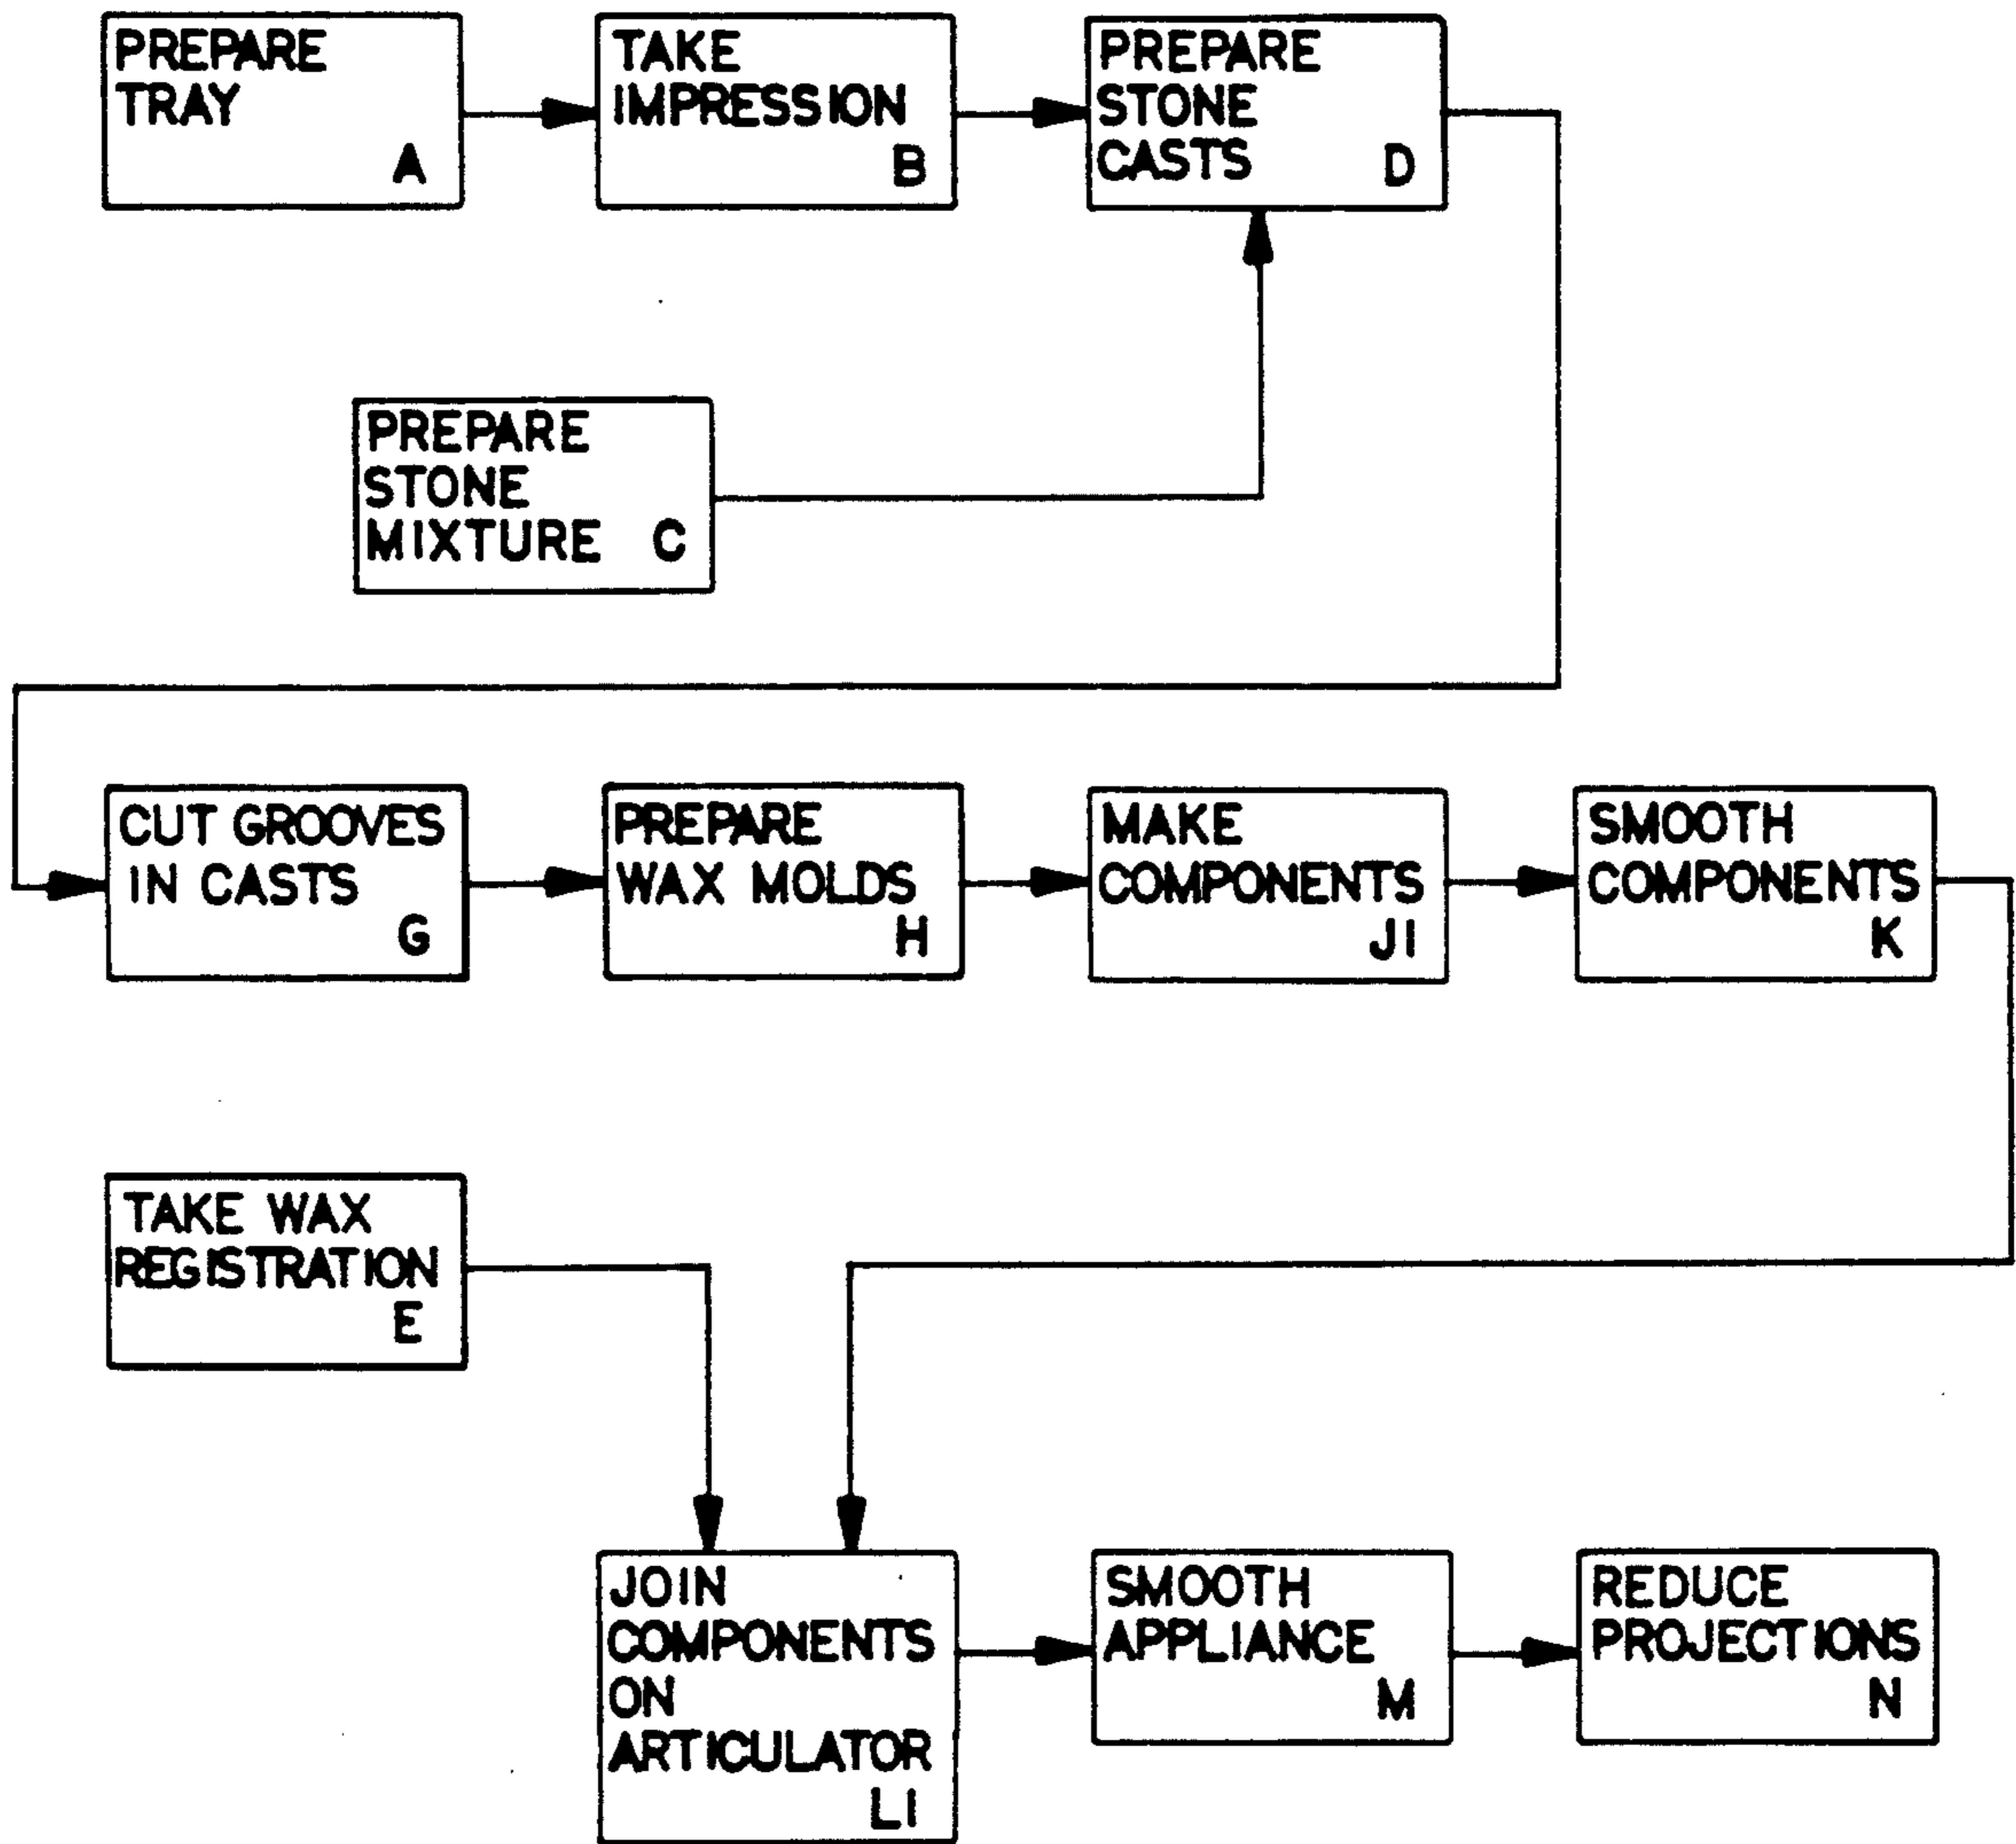 PREPARE
TRAY
A
TAKE
IMPRESSION
B
PREPARE
STONE
CASTS D
PREPARE
STONE
MIXTURE C
CUT GROOVES
IN CASTS
G
PREPARE
WAX MOLDS
H
MAKE
COMPONENTS
J1
SMOOTH
COMPONENTS
K
TAKE WAX
REGISTRATION
E
JOIN
COMPONENTS
ON
ARTICULATOR
L1
SMOOTH
APPLIANCE
M
REDUCE
PROJECTIONS
N